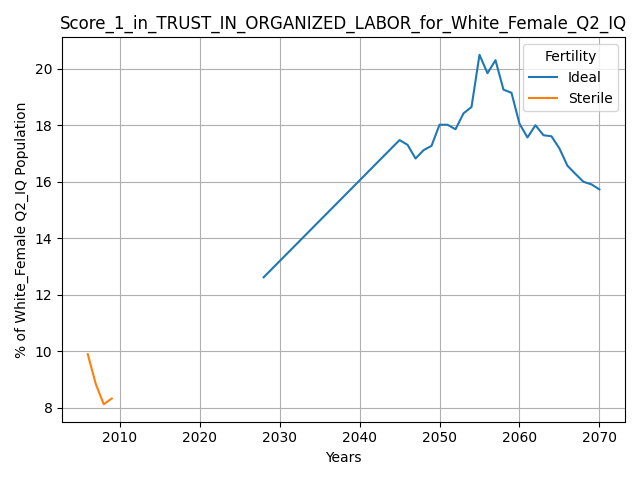 Score_1_in_TRUST_IN_ORGANIZED_LABOR_for_White_Female_Q2_IQ
Fertility
Ideal
Sterile
% of White_Female Q2_IQ Population
20
18
16
14
12
10
8
2010 2020 2030 2040 2050 2060 2070
Years